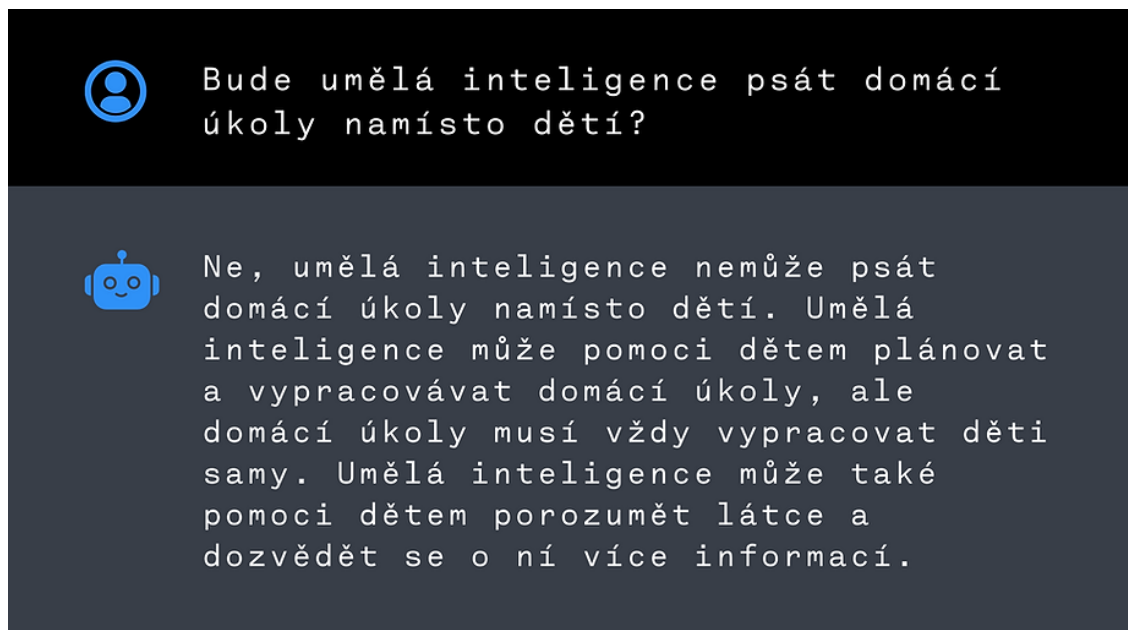 Bude umělá inteligence psát domácí
úkoly namísto dětí?
Ne, umělá inteligence nemůže psát
domácí úkoly namísto dětí. Umělá
inteligence může pomoci dětem plánovat
a vypracovávat domácí úkoly, ale
domácí úkoly musí vždy vypracovat děti
samy. Umělá inteligence může také
pomoci dětem porozumět látce a
dozvědět se o ní více informací.